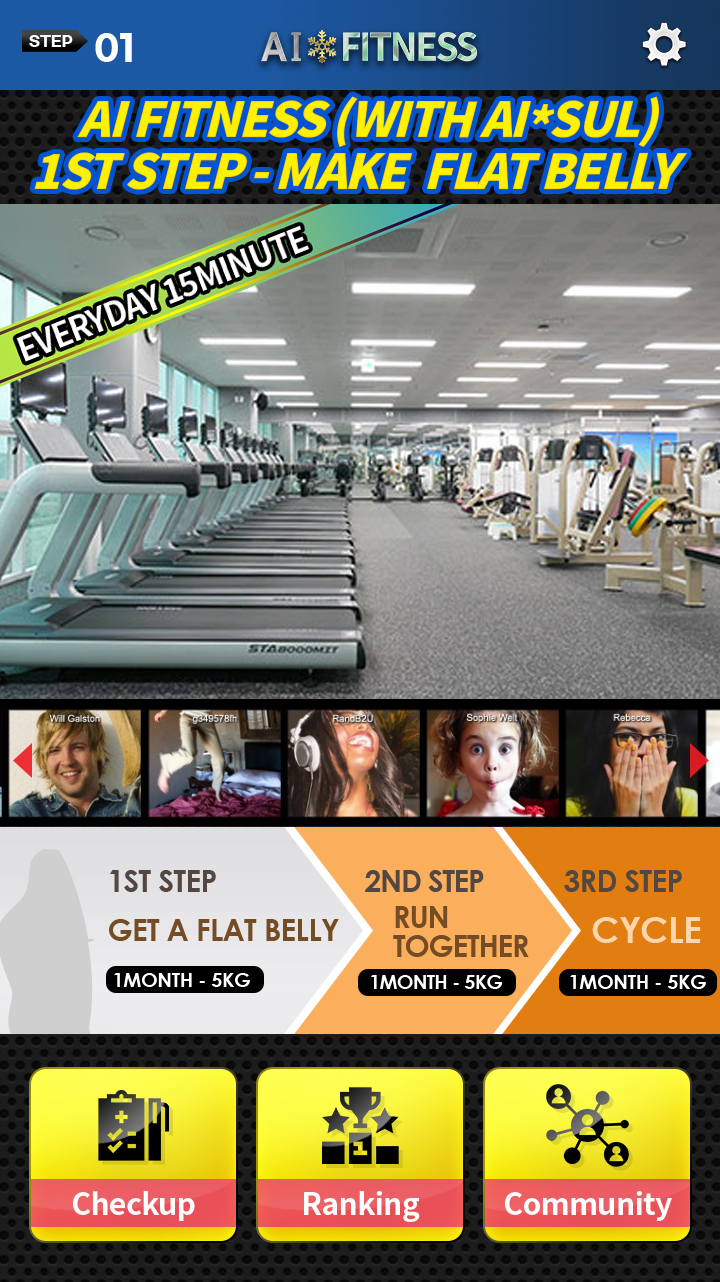 STEP 01
AI FITNESS
AI FITNESS (WITH AI*SUL)
1ST STEP - MAKE FLAT BELLY
EVERYDAY 15MINUTE
STA8000MIT
Will Galston
g349578fh
RandB2U
Sophie Welt
Rebecca
1ST STEP
GET A FLAT BELLY
1MONTH - 5KG
2ND STEP
RUN
TOGETHER
1MONTH - 5KG
3RD STEP
CYCLE
1MONTH - 5KG
1
Checkup
Ranking
Community